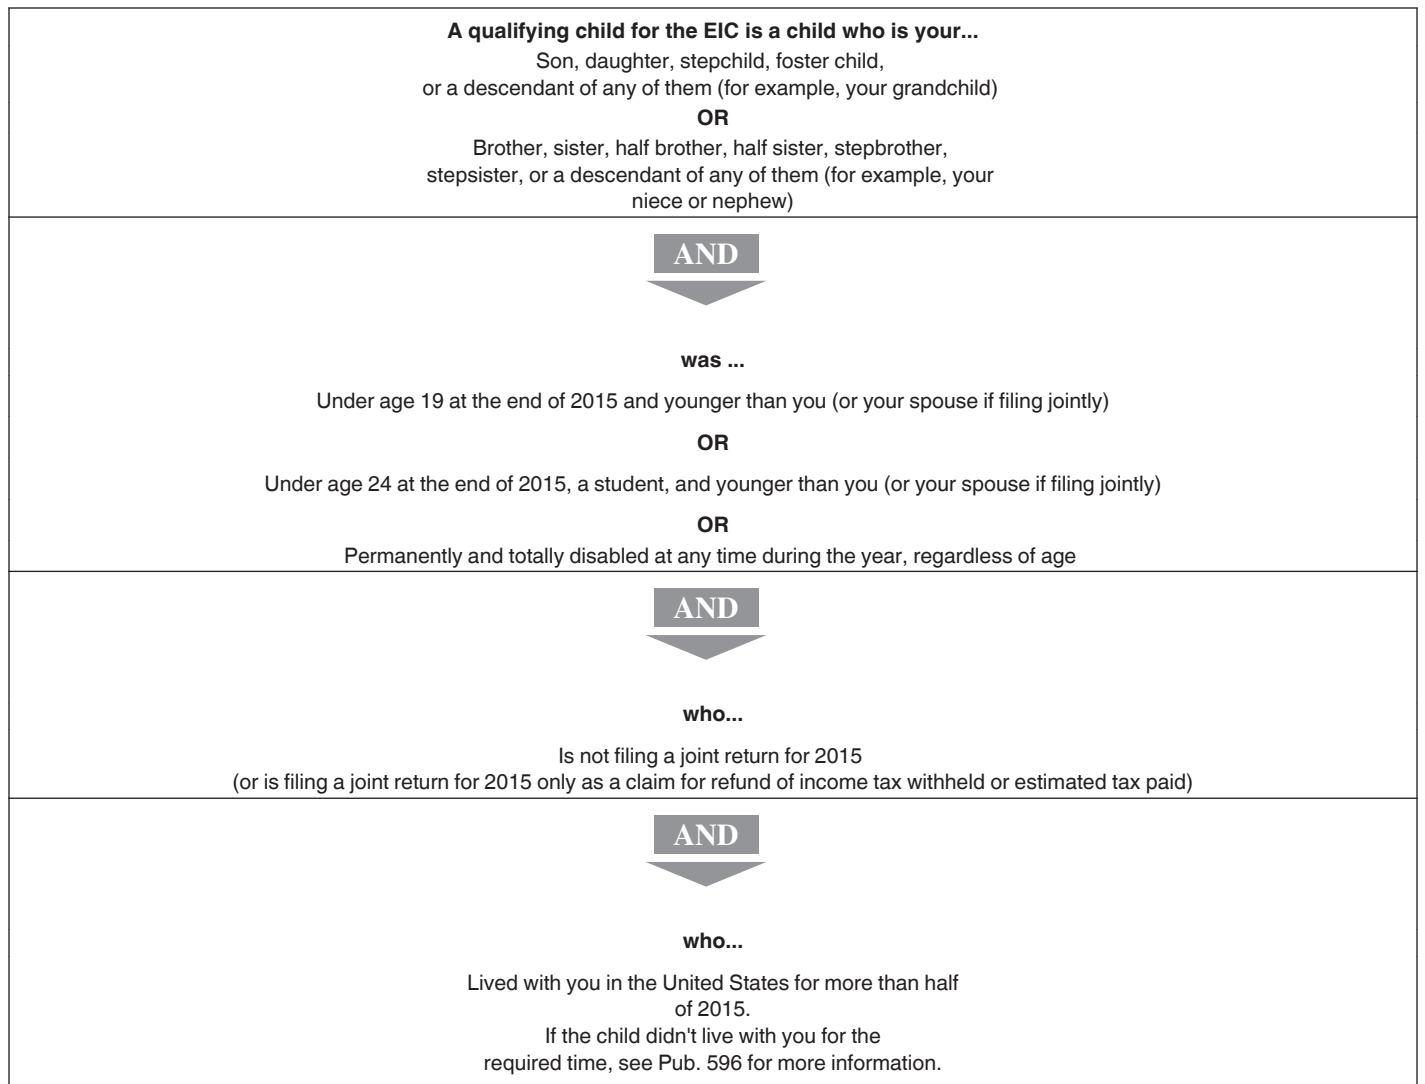 A qualifying child for the EIC is a child who is your...
Son, daughter, stepchild, foster child,
or a descendant of any of them (for example, your grandchild)
OR
Brother, sister, half brother, half sister, stepbrother,
stepsister, or a descendant of any of them (for example, your
niece or nephew)
AND
was ...
Under age 19 at the end of 2015 and younger than you (or your spouse if filing jointly)
OR
Under age 24 at the end of 2015, a student, and younger than you (or your spouse if filing jointly)
OR
Permanently and totally disabled at any time during the year, regardless of age
AND
who...
Is not filing a joint return for 2015
(or is filing a joint return for 2015 only as a claim for refund of income tax withheld or estimated tax paid)
AND
who...
Lived with you in the United States for more than half
of 2015.
If the child didn't live with you for the
required time, see Pub. 596 for more information.